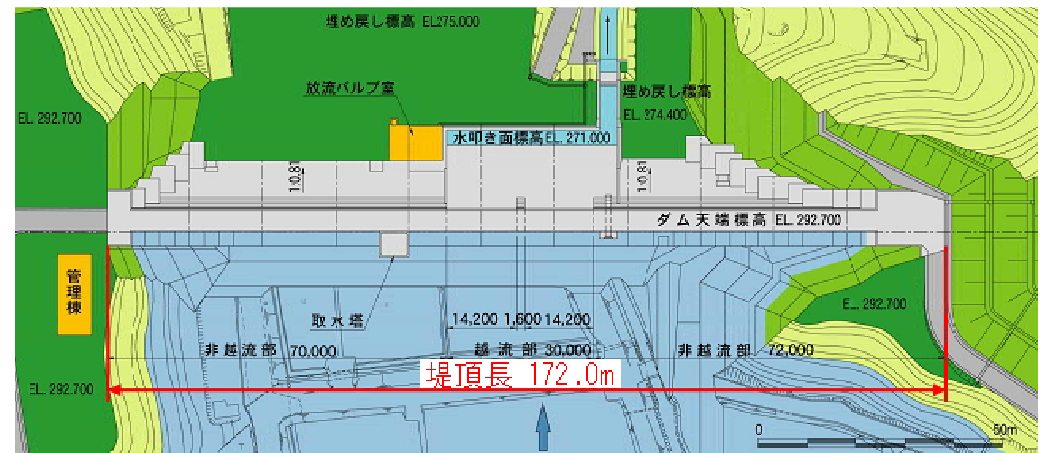 埋め戻し標高 EL275.000
放流バルブ室
埋め戻し標高
EL. 274.400
EL. 292.700
水叩き面標高EL. 271.000
1:0.81
1:0.81
ダム天端標高 EL. 292.700
管理棟
取水塔
14,200 1,600 14,200
EL. 292.700
非越流部 70,000
越流部 30,000
非越流部 72,000
堤頂長 172.0m
EL. 292.700
0
50m